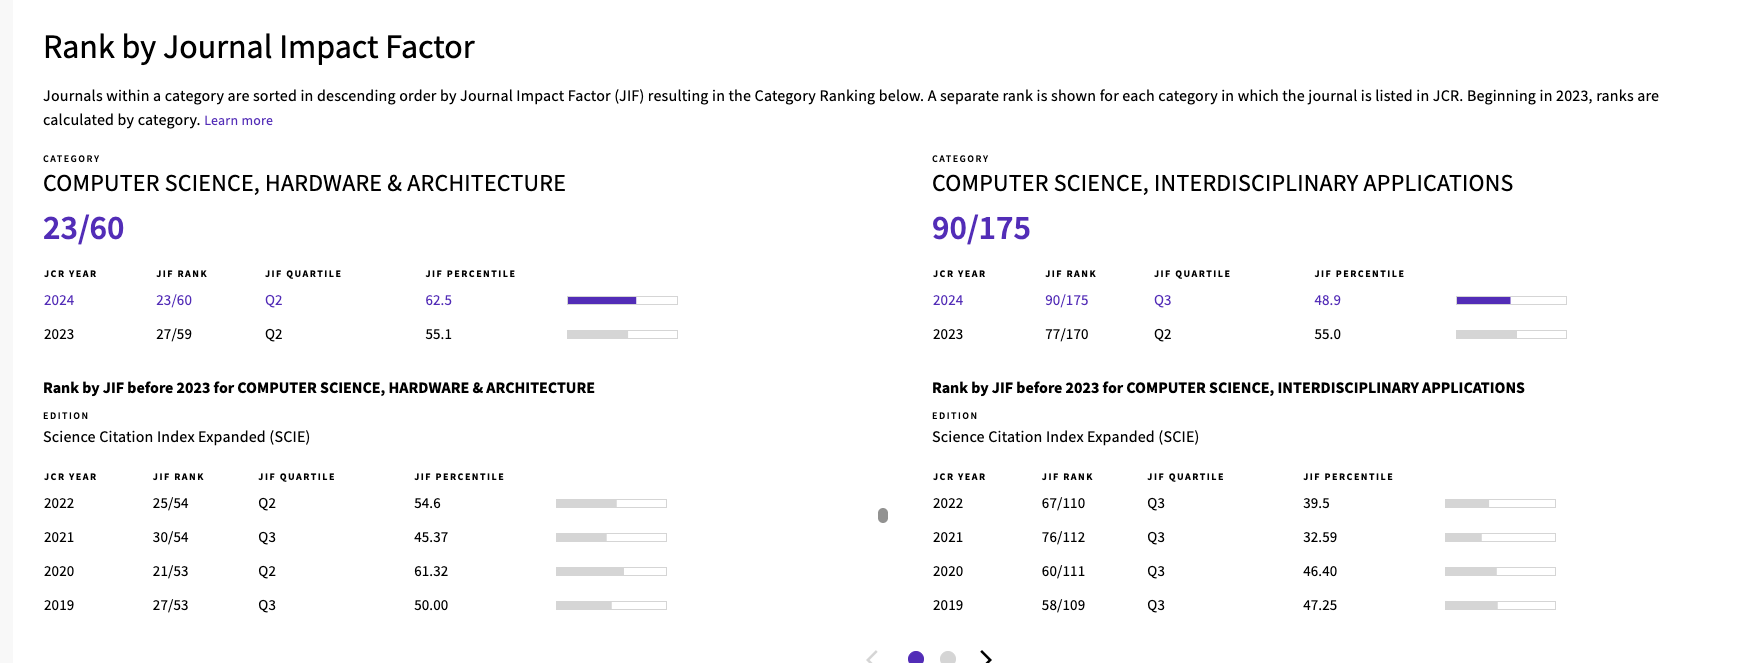 Rank by Journal Impact Factor
Journals within a category are sorted in descending order by Journal Impact Factor (JIF) resulting in the Category Ranking below. A separate rank is shown for each category in which the journal is listed in JCR. Beginning in 2023, ranks are
calculated by category. Learn more
CATEGORY
COMPUTER SCIENCE, HARDWARE & ARCHITECTURE
23/60
JCR YEAR JIF RANK JIF QUARTILE JIF PERCENTILE
2024 23/60 Q2 62.5
2023 27/59 Q2 55.1
Rank by JIF before 2023 for COMPUTER SCIENCE, HARDWARE & ARCHITECTURE
EDITION
Science Citation Index Expanded (SCIE)
JCR YEAR JIF RANK JIF QUARTILE JIF PERCENTILE
2022 25/54 Q2 54.6
2021 30/54 Q3 45.37
2020 21/53 Q2 61.32
2019 27/53 Q3 50.00
CATEGORY
COMPUTER SCIENCE, INTERDISCIPLINARY APPLICATIONS
90/175
JCR YEAR JIF RANK JIF QUARTILE JIF PERCENTILE
2024 90/175 Q3 48.9
2023 77/170 Q2 55.0
Rank by JIF before 2023 for COMPUTER SCIENCE, INTERDISCIPLINARY APPLICATIONS
EDITION
Science Citation Index Expanded (SCIE)
JCR YEAR JIF RANK JIF QUARTILE JIF PERCENTILE
2022 67/110 Q3 39.5
2021 76/112 Q3 32.59
2020 60/111 Q3 46.40
2019 58/109 Q3 47.25